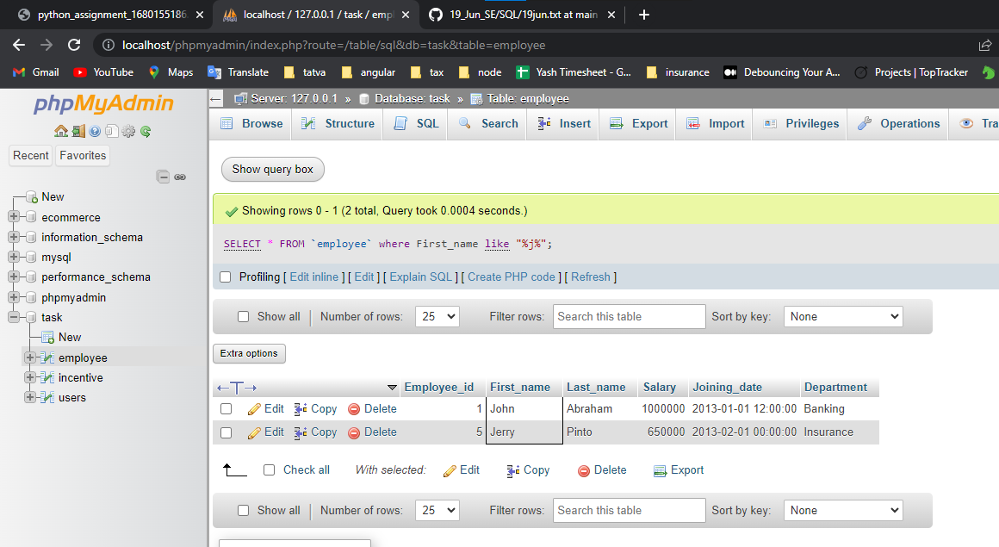 python_assignment_1680155186
localhost / 127.0.0.1 / task / emp
19_Jun_SE/SQL/19jun.txt at main
localhost/phpmyadmin/index.php?route=/table/sql&db=task&table=employee
Gmail YouTube Maps Translate tatva angular tax node Yash Timesheet - G... insurance Debouncing Your A... Projects | TopTracker
phpMyAdmin
Recent Favorites
New
ecommerce
information_schema
mysql
performance_schema
phpmyadmin
task
New
employee
incentive
users
Server: 127.0.0.1 » Database: task » Table: employee
Browse Structure SQL Search Insert Export Import Privileges Operations Tra
Show query box
Showing rows 0 - 1 (2 total, Query took 0.0004 seconds.)
SELECT * FROM `employee` where First_name like "%j%";
Profiling [ Edit inline ] [ Edit ] [ Explain SQL ] [ Create PHP code ] [ Refresh ]
Show all | Number of rows: 25 Filter rows: Search this table Sort by key: None
Extra options
←T→ Employee_id First_name Last_name Salary Joining_date Department
Edit Copy Delete 1 John Abraham 1000000 2013-01-01 12:00:00 Banking
Edit Copy Delete 5 Jerry Pinto 650000 2013-02-01 00:00:00 Insurance
Check all With selected: Edit Copy Delete Export
Show all | Number of rows: 25 Filter rows: Search this table Sort by key: None